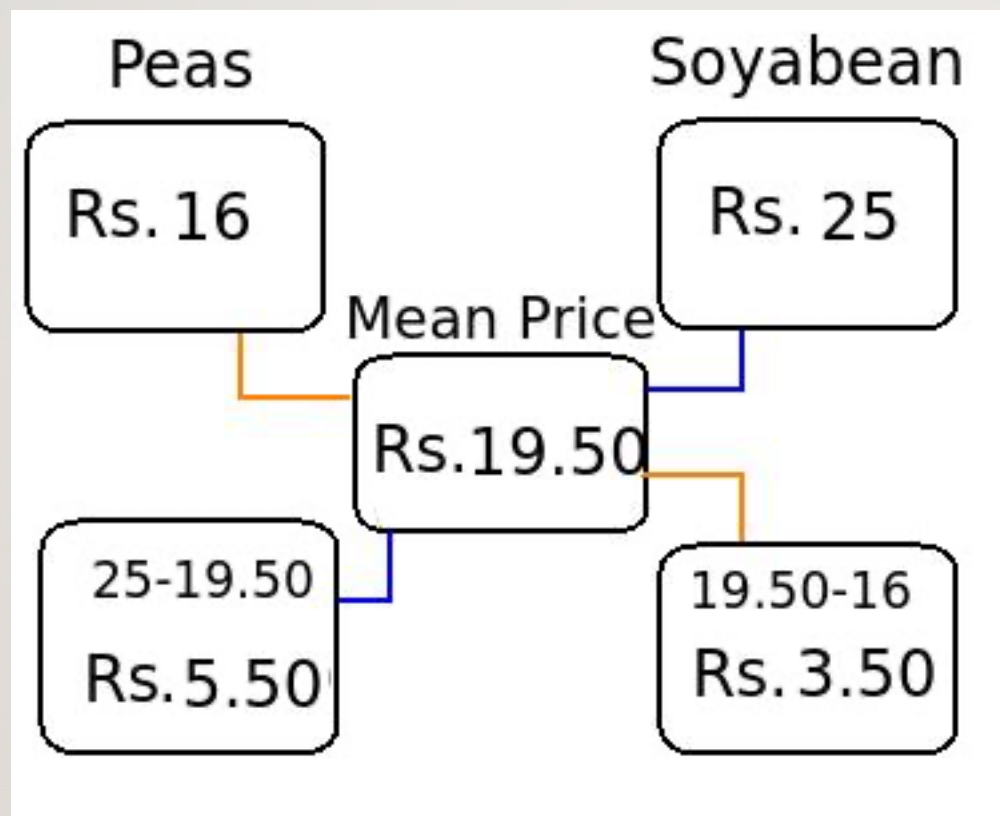 Peas
Soyabean
Rs. 16
Rs. 25
Mean Price
Rs.19.50
25-19.50
Rs.5.50
19.50-16
Rs.3.50